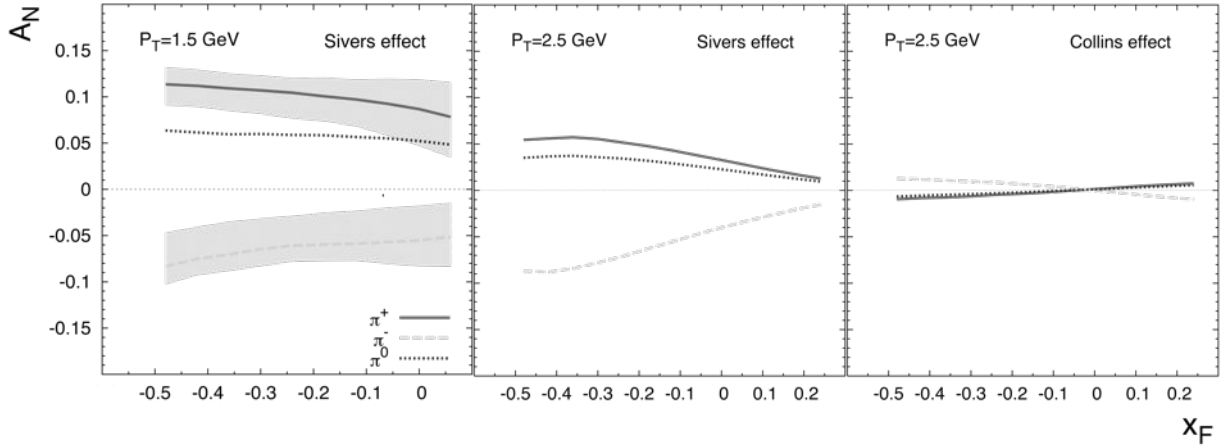 A_N
P_T=1.5 GeV Sivers effect
P_T=2.5 GeV Sivers effect
P_T=2.5 GeV Collins effect
0.15
0.1
0.05
0
-0.05
-0.1
-0.15
π^+
π^-
π^0
-0.5 -0.4 -0.3 -0.2 -0.1 0
-0.5 -0.4 -0.3 -0.2 -0.1 0 0.1 0.2
-0.5 -0.4 -0.3 -0.2 -0.1 0 0.1 0.2
x_F